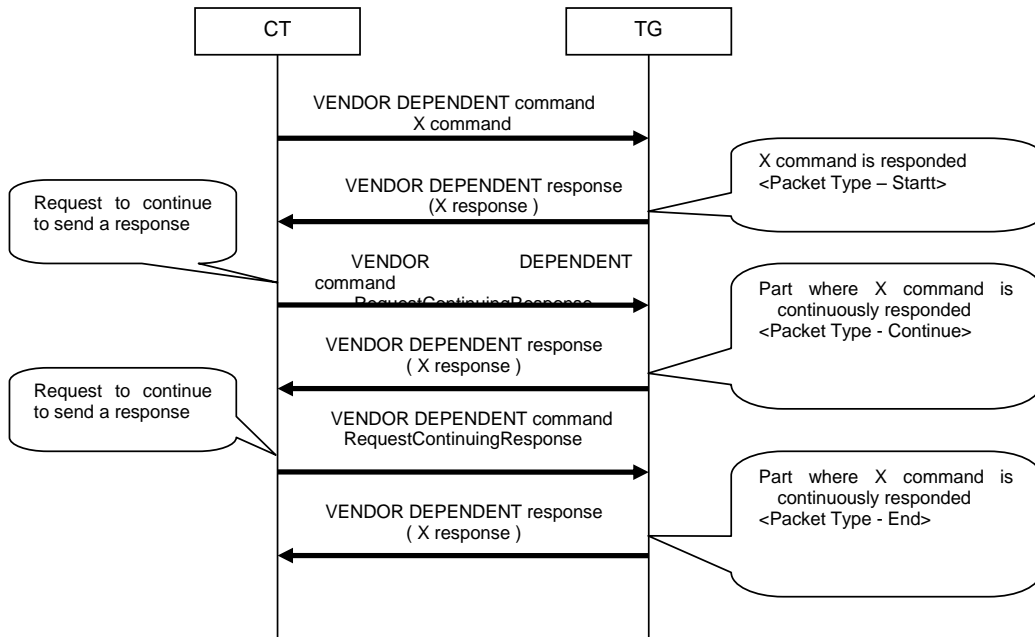 CT
TG
VENDOR DEPENDENT command
X command
X command is responded
<Packet Type – Startt>
VENDOR DEPENDENT response
(X response )
Request to continue
to send a response
VENDOR DEPENDENT
command
RequestContinuingResponse
Part where X command is
continuously responded
<Packet Type - Continue>
VENDOR DEPENDENT response
( X response )
Request to continue
to send a response
VENDOR DEPENDENT command
RequestContinuingResponse
Part where X command is
continuously responded
<Packet Type - End>
VENDOR DEPENDENT response
( X response )